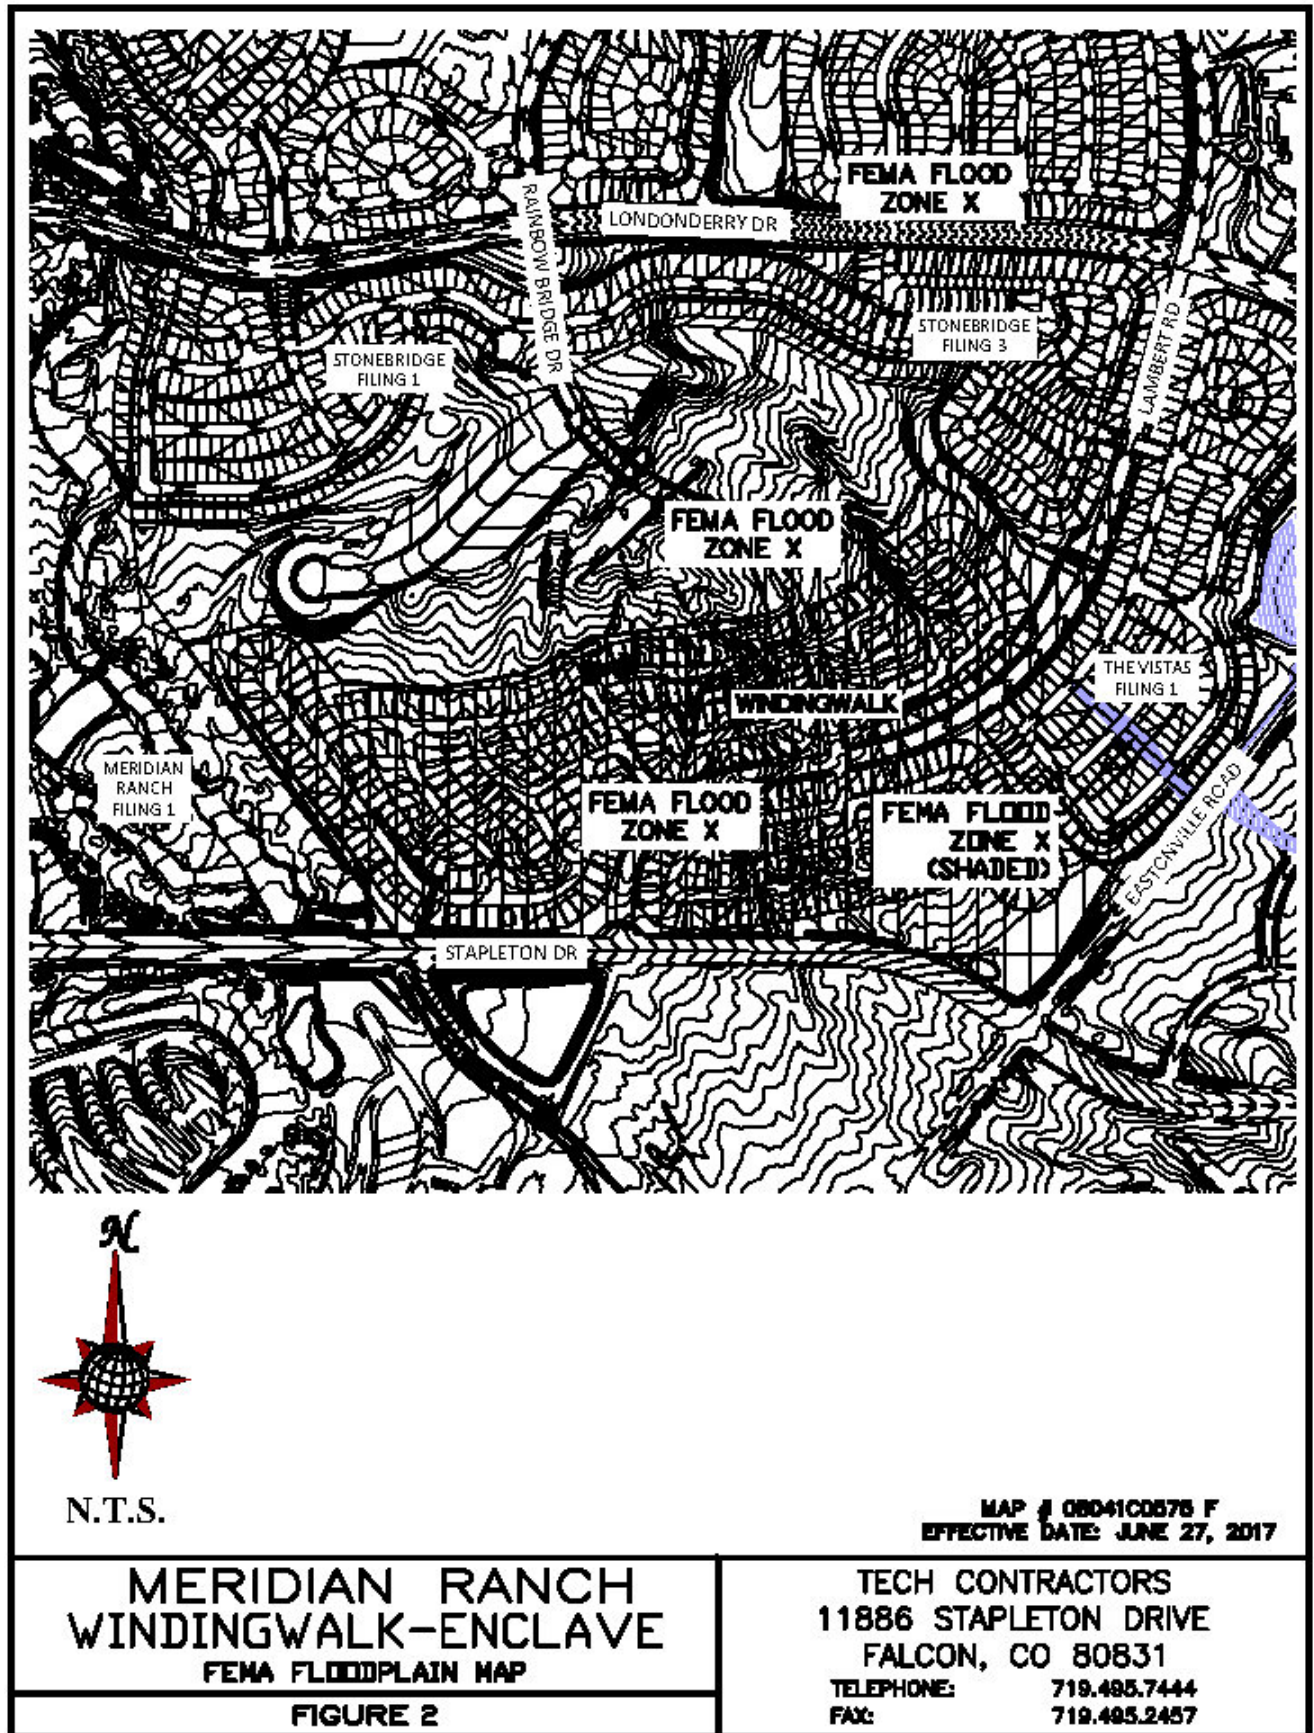 FEMA FLOOD
ZONE X
RAINBOW BRIDGE DR
LONDONDERRY DR
STONEBRIDGE
FILING 1
STONEBRIDGE
FILING 3
LAMBERT RD
FEMA FLOOD
ZONE X
THE VISTAS
FILING 1
WINDINGWALK
MERIDIAN
RANCH
FILING 1
FEMA FLOOD
ZONE X
FEMA FLOOD
ZONE X
(SHADED)
EASTONVILLE ROAD
STAPLETON DR
N
N.T.S.
MAP # 08041C0575 F
EFFECTIVE DATE: JUNE 27, 2017
MERIDIAN RANCH
WINDINGWALK-ENCLAVE
FEMA FLOODPLAIN MAP
FIGURE 2
TECH CONTRACTORS
11886 STAPLETON DRIVE
FALCON, CO 80831
TELEPHONE: 719.495.7444
FAX: 719.495.2457